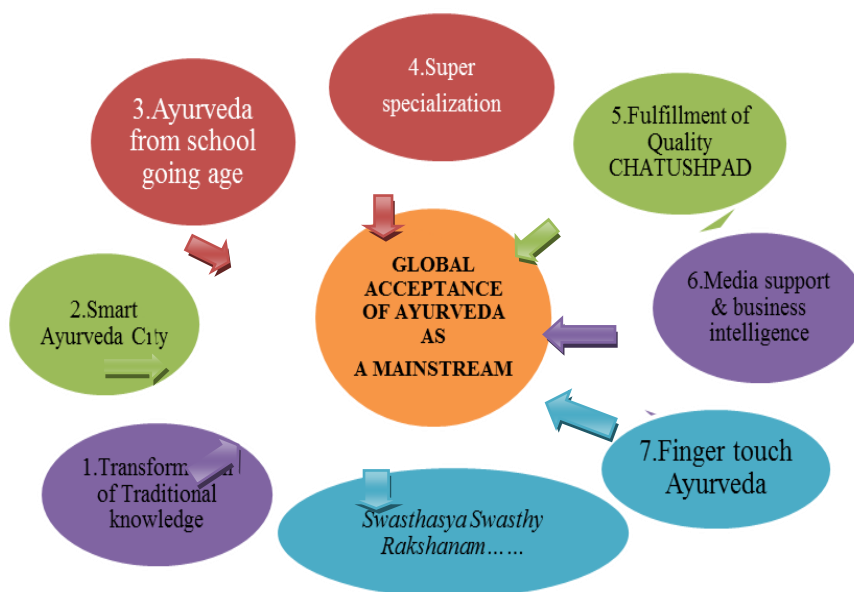 4.Super
specialization
3.Ayurveda
from school
going age
5.Fulfillment of
Quality
CHATUSHPAD
GLOBAL
ACCEPTANCE
OF AYURVEDA
AS
A MAINSTREAM
6.Media support
& business
intelligence
2.Smart
Ayurveda City
1.Transformation
of Traditional
knowledge
7.Finger touch
Ayurveda
Swasthasya Swasthy
Rakshanam……